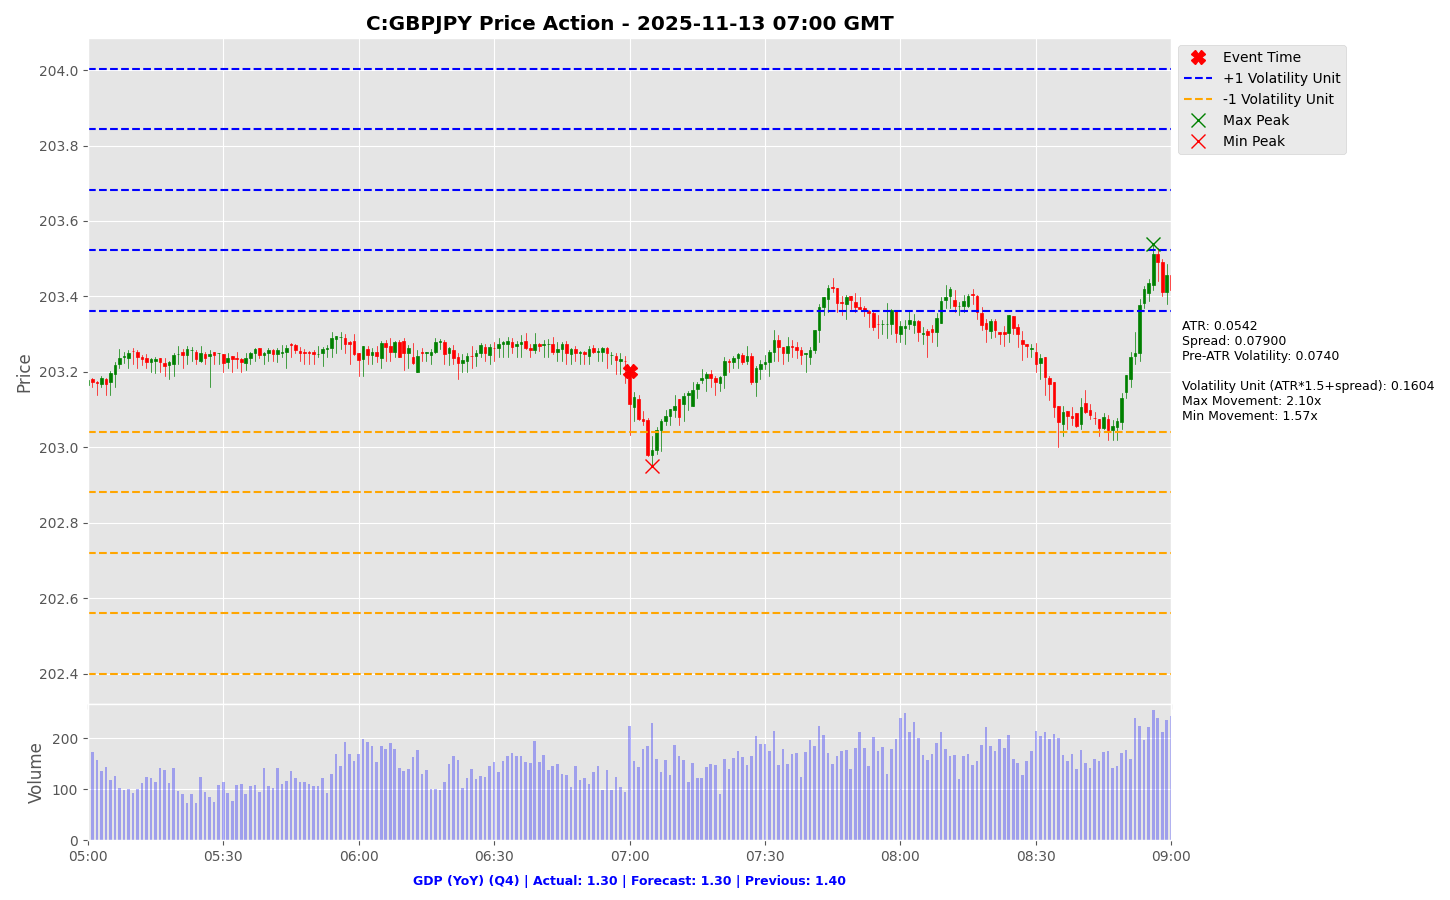 C:GBPJPY Price Action - 2025-11-13 07:00 GMT
Event Time
+1 Volatility Unit
-1 Volatility Unit
Max Peak
Min Peak
Price
204.0
203.8
203.6
203.4
203.2
203.0
202.8
202.6
202.4
ATR: 0.0542
Spread: 0.07900
Pre-ATR Volatility: 0.0740
Volatility Unit (ATR*1.5+spread): 0.1604
Max Movement: 2.10x
Min Movement: 1.57x
Volume
200
100
0
05:00 05:30 06:00 06:30 07:00 07:30 08:00 08:30 09:00
GDP (YoY) (Q4) | Actual: 1.30 | Forecast: 1.30 | Previous: 1.40